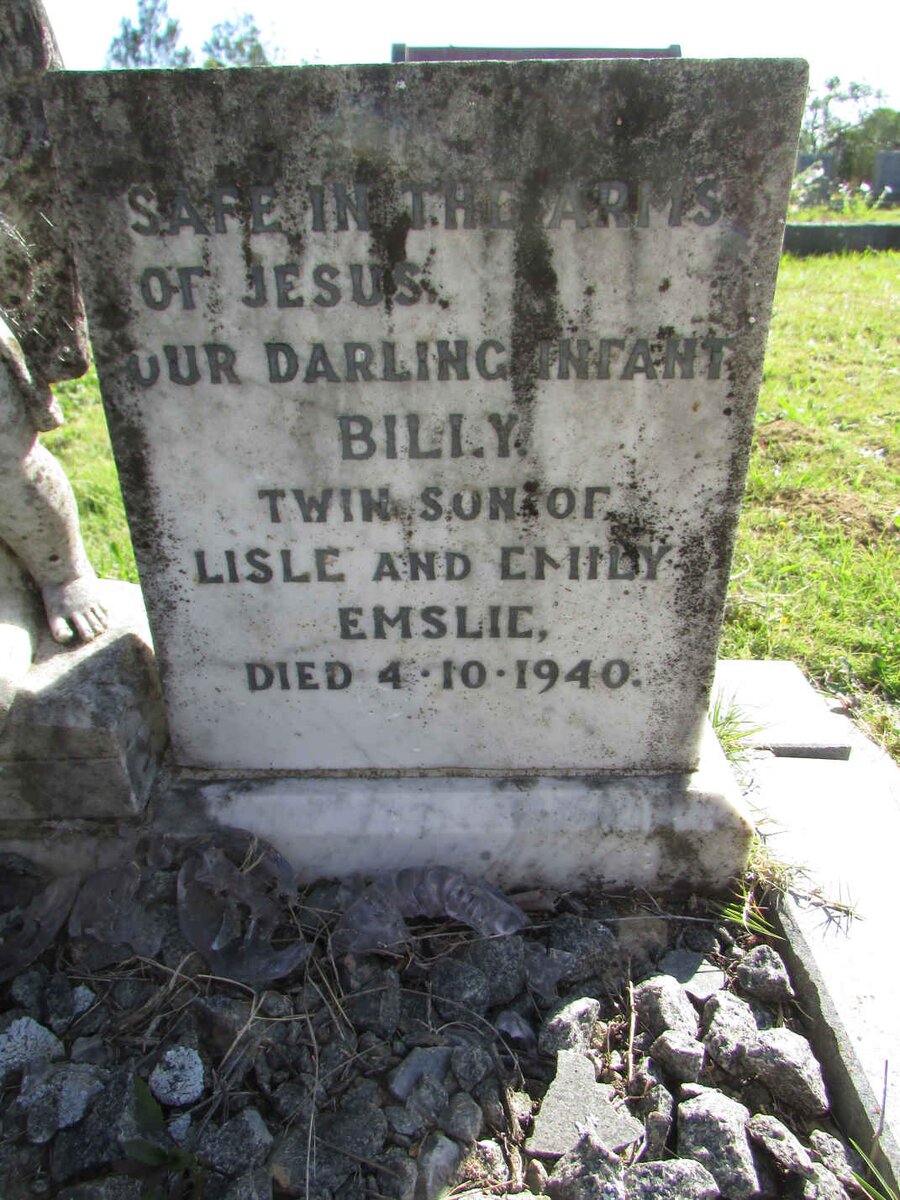 SAFE IN THE ARMS
OF JESUS.
OUR DARLING INFANT
BILLY.
TWIN SON OF
LISLE AND EMILY
EMSLIE,
DIED 4·10·1940.